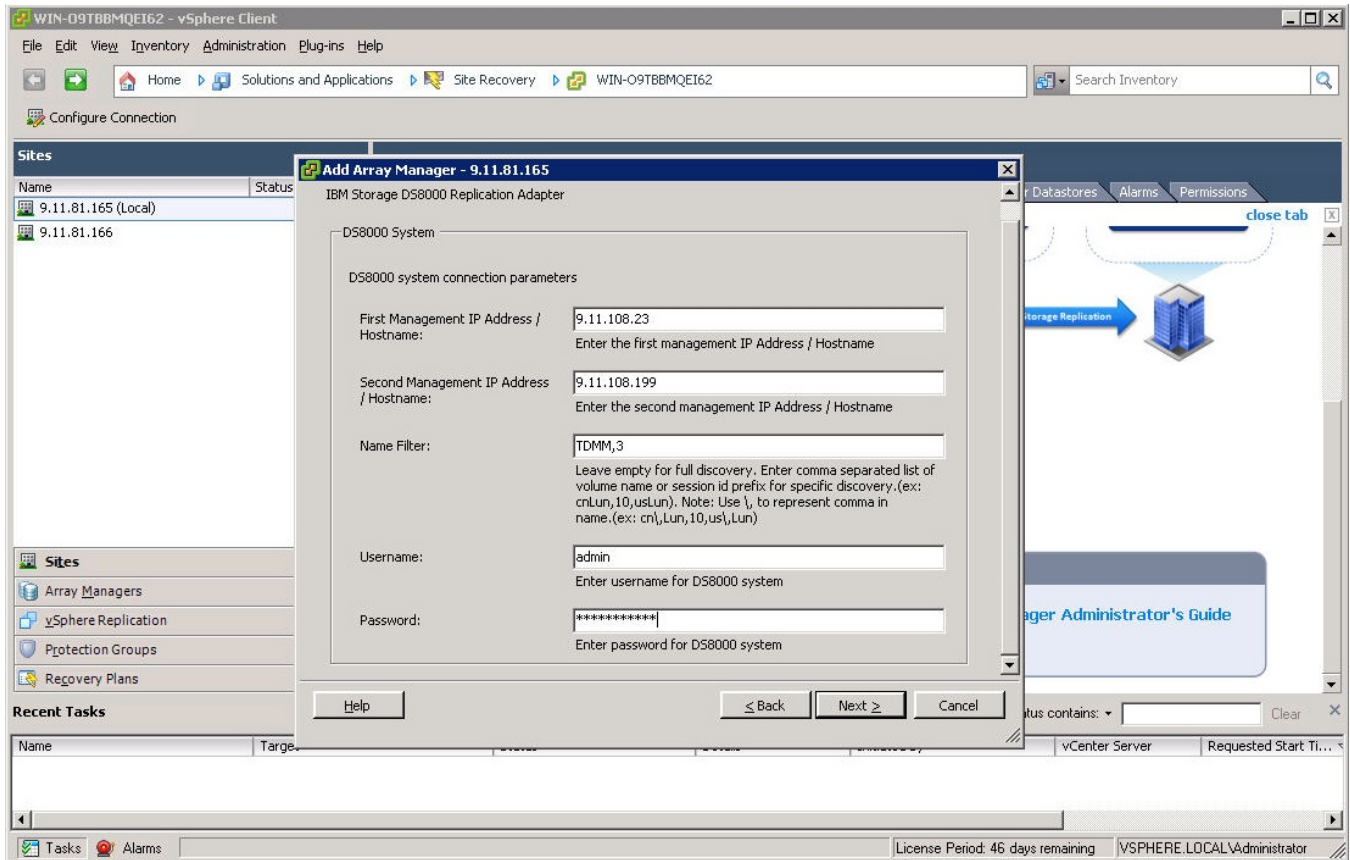 WIN-O9TBBMQEI62 - vSphere Client
File Edit View Inventory Administration Plug-ins Help
Home Solutions and Applications Site Recovery WIN-O9TBBMQEI62 Search Inventory
Configure Connection
Sites
Name Status
9.11.81.165 (Local)
9.11.81.166
Sites
Array Managers
vSphere Replication
Protection Groups
Recovery Plans
Add Array Manager - 9.11.81.165
IBM Storage DS8000 Replication Adapter
DS8000 System
DS8000 system connection parameters
First Management IP Address /
Hostname:
9.11.108.23
Enter the first management IP Address / Hostname
Second Management IP Address
/ Hostname:
9.11.108.199
Enter the second management IP Address / Hostname
Name Filter:
TDMM,3
Leave empty for full discovery. Enter comma separated list of
volume name or session id prefix for specific discovery.(ex:
cnLun,10,usLun). Note: Use \, to represent comma in
name.(ex: cn\,Lun,10,us\,Lun)
Username:
admin
Enter username for DS8000 system
Password:
***********
Enter password for DS8000 system
Help < Back Next > Cancel
r Datastores Alarms Permissions
close tab
Storage Replication
ager Administrator's Guide
Recent Tasks
tus contains: Clear
Name Target vCenter Server Requested Start Ti...
Tasks Alarms License Period: 46 days remaining VSPHERE.LOCAL\Administrator